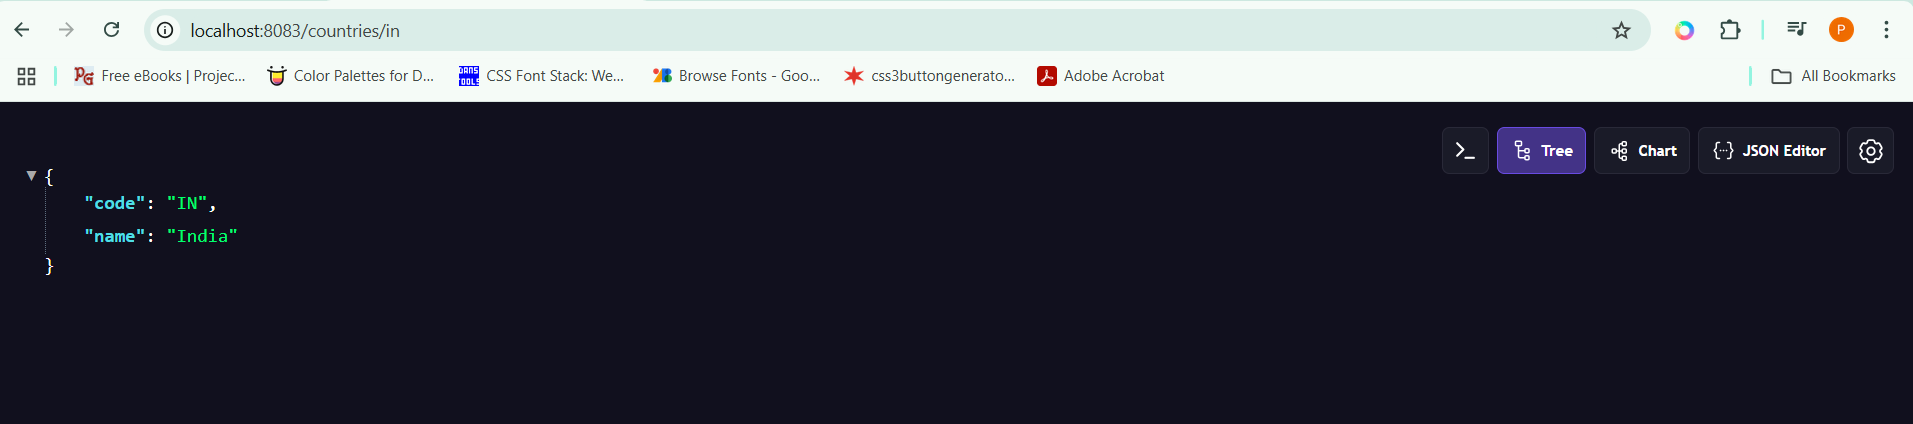 localhost:8083/countries/in
P
Free eBooks | Projec... Color Palettes for D... CSS Font Stack: We... Browse Fonts - Goo... css3buttongenerato... Adobe Acrobat All Bookmarks
>_ Tree Chart {...} JSON Editor
{
"code": "IN",
"name": "India"
}